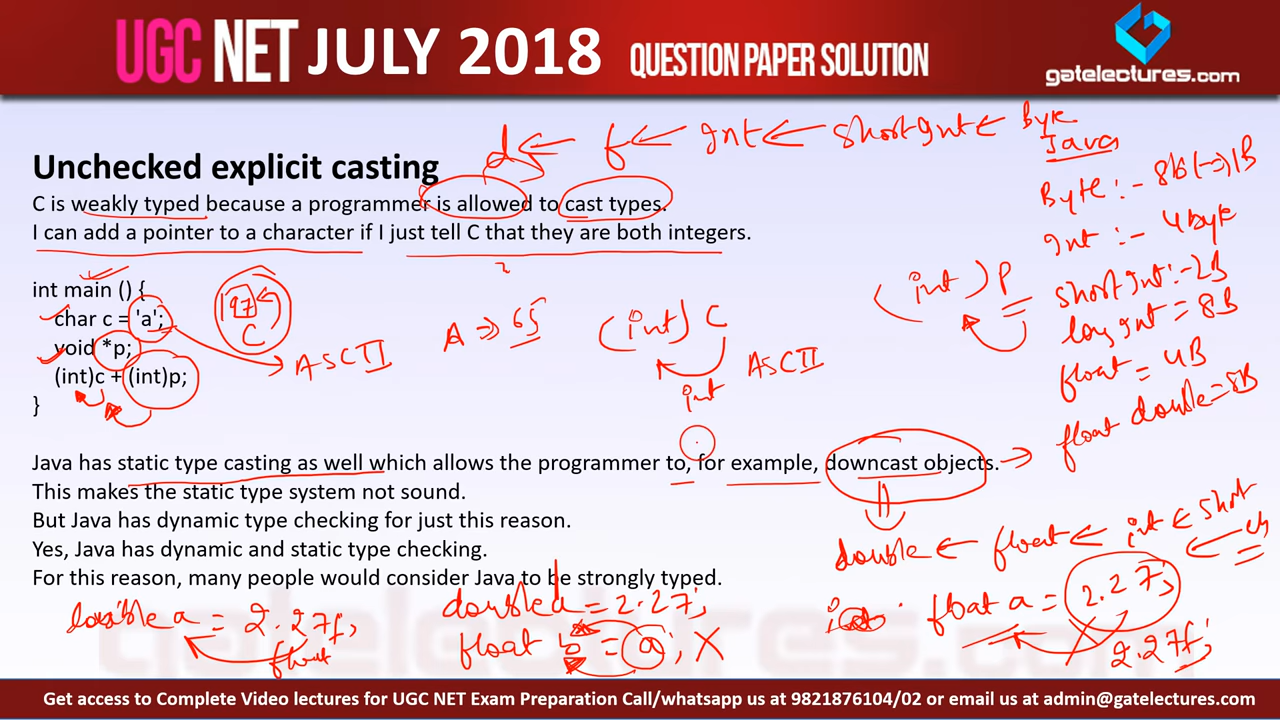 UGC NET JULY 2018 QUESTION PAPER SOLUTION
gatelectures.com
d ← f ← Int ← Short Int ← Byte
Java
Unchecked explicit casting
C is weakly typed because a programmer is allowed to cast types.
I can add a pointer to a character if I just tell C that they are both integers.
Byte :- 8b(→)1B
Int :- 4 byte
Short Int :- 2B
long Int = 8B
float = 4B
float double = 8B
int main () {
char c = 'a';
void *p;
(int)c + (int)p;
}
97
C
ASCII
A ⇒ 65
(int) C
int
ASCII
(int) P
Java has static type casting as well which allows the programmer to, for example, downcast objects.
This makes the static type system not sound.
But Java has dynamic type checking for just this reason.
Yes, Java has dynamic and static type checking.
For this reason, many people would consider Java to be strongly typed.
double ← float ← int ← short
ch
double a = 2.27f;
float
double a = 2.27;
float b = a; X
float a = 2.27;
2.27f;
gatelectures.com
Get access to Complete Video lectures for UGC NET Exam Preparation Call/whatsapp us at 9821876104/02 or email us at admin@gatelectures.com